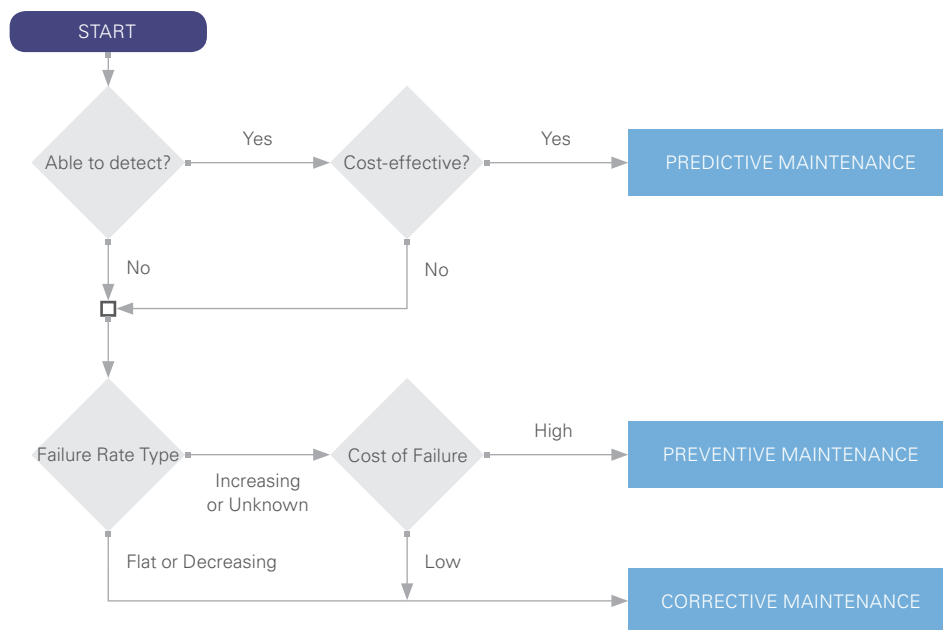 START
Able to detect?
Yes
Cost-effective?
Yes
PREDICTIVE MAINTENANCE
No
No
Failure Rate Type
Increasing
or Unknown
Cost of Failure
High
PREVENTIVE MAINTENANCE
Flat or Decreasing
Low
CORRECTIVE MAINTENANCE